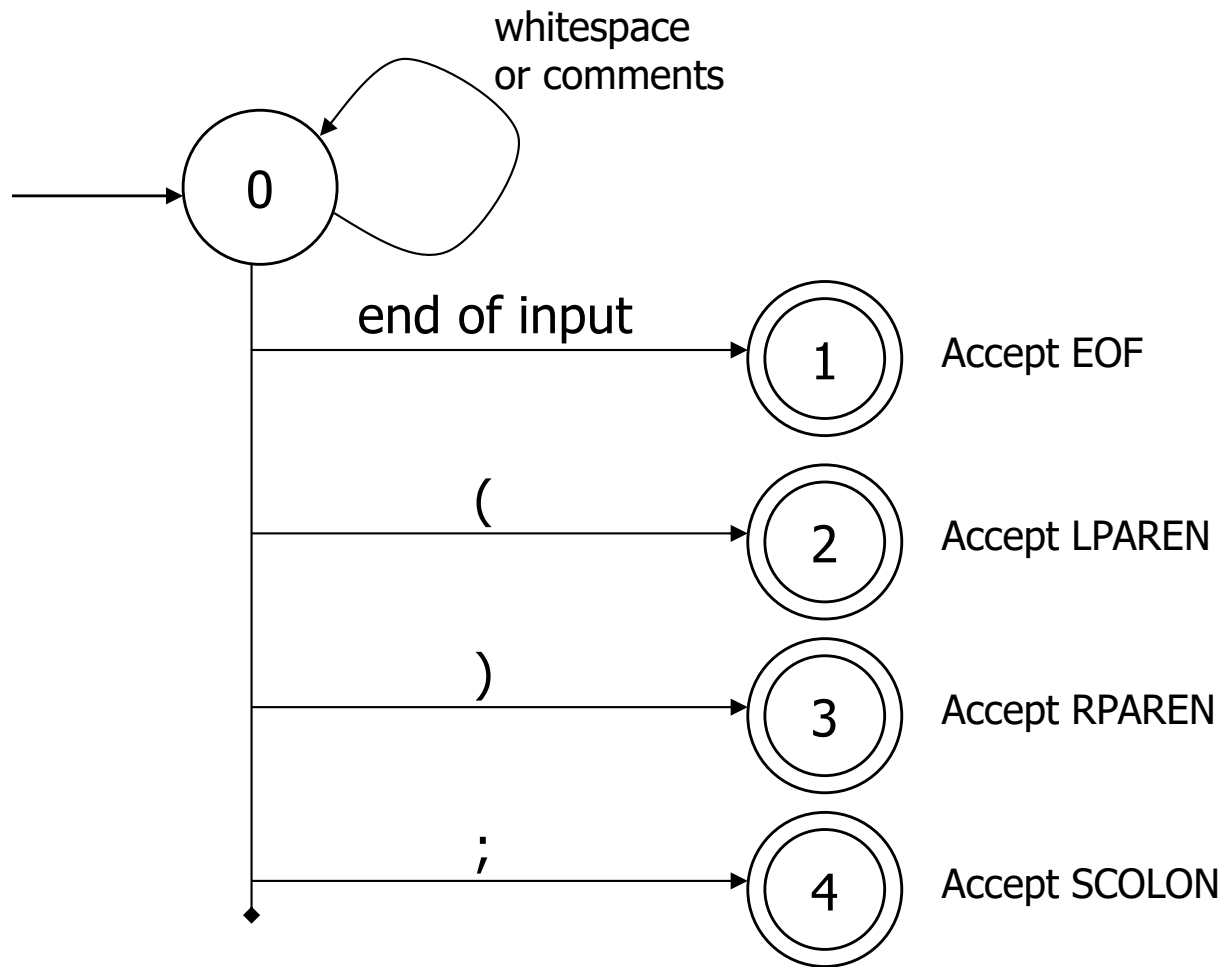 whitespace
or comments
0
end of input
1
Accept EOF
(
2
Accept LPAREN
)
3
Accept RPAREN
;
4
Accept SCOLON